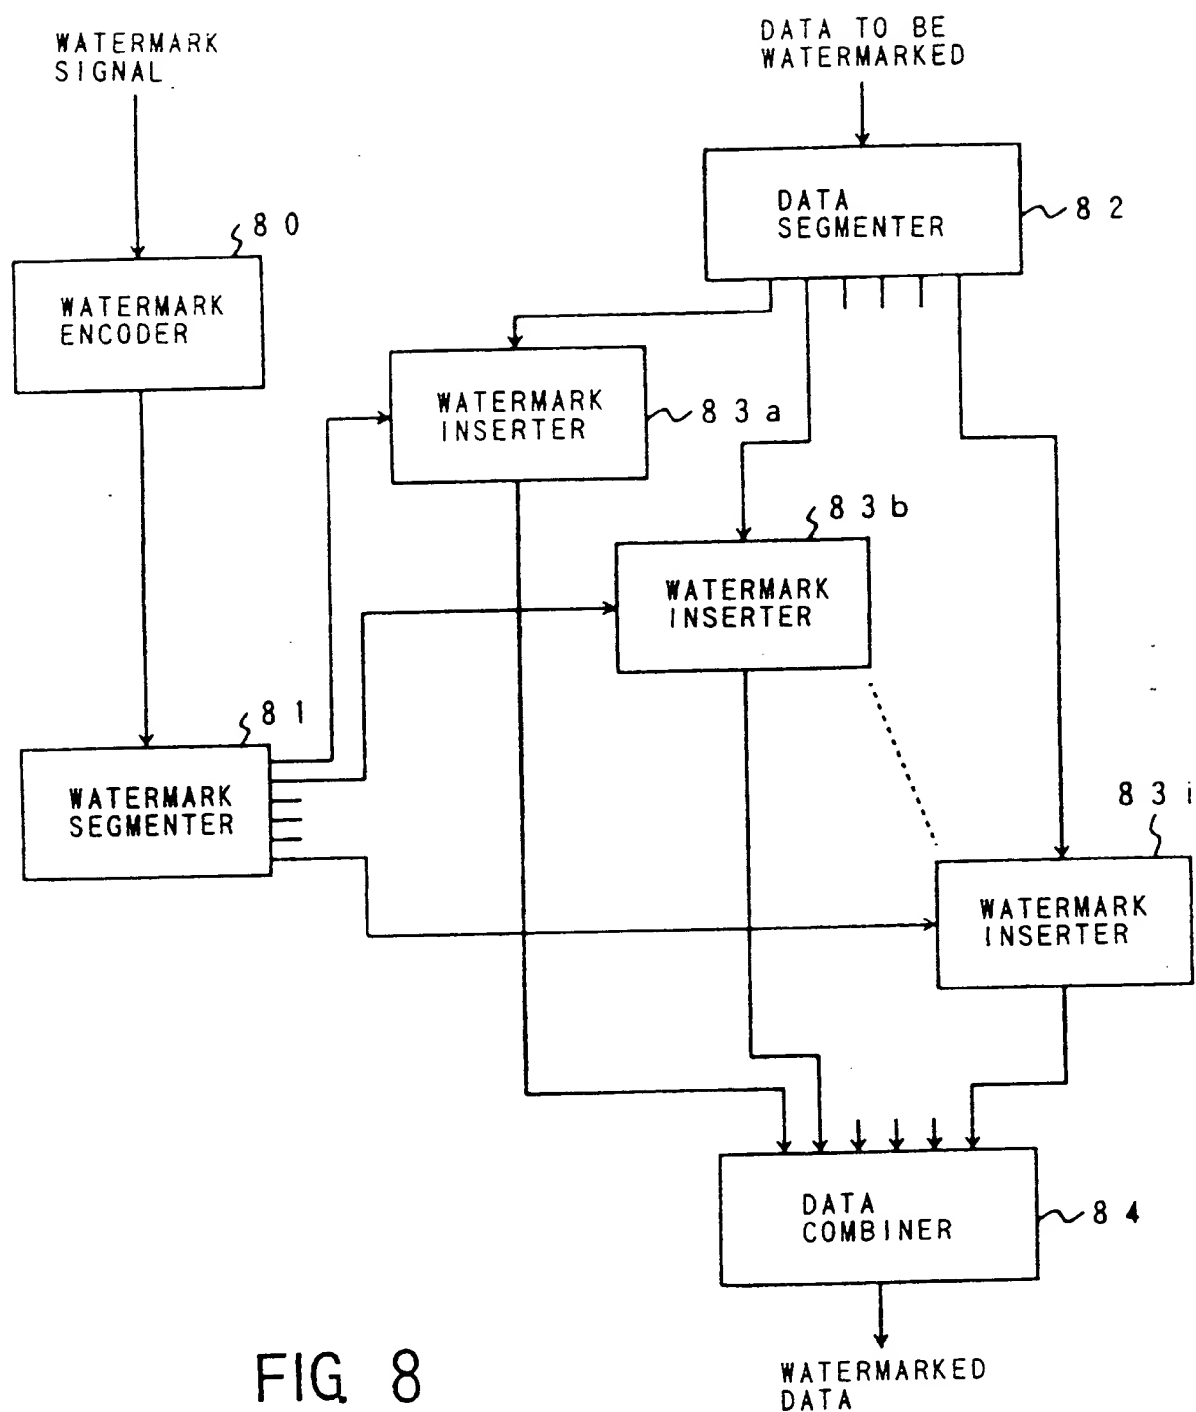 WATERMARK
SIGNAL
DATA TO BE
WATERMARKED
80
WATERMARK
ENCODER
DATA
SEGMENTER
82
WATERMARK
INSERTER
83a
83b
WATERMARK
INSERTER
81
WATERMARK
SEGMENTER
83i
WATERMARK
INSERTER
DATA
COMBINER
84
WATERMARKED
DATA
FIG. 8